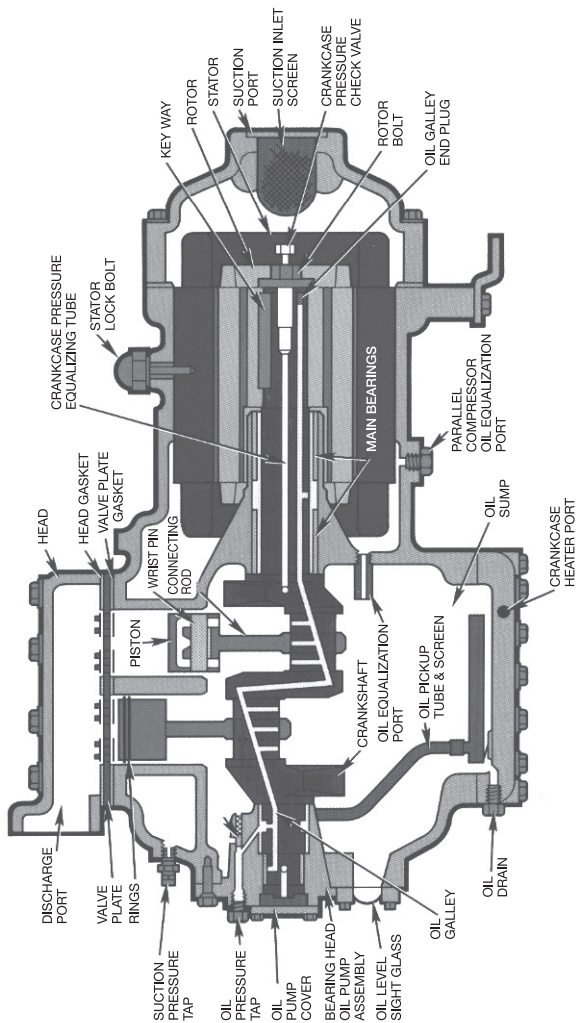 DISCHARGE
PORT
VALVE
PLATE
RINGS
SUCTION
PRESSURE
TAP
OIL
PRESSURE
TAP
OIL
PUMP
COVER
BEARING HEAD
OIL PUMP
ASSEMBLY
OIL LEVEL
SIGHT GLASS
HEAD
HEAD GASKET
VALVE PLATE
GASKET
PISTON
WRIST PIN
CONNECTING
ROD
CRANKCASE PRESSURE
EQUALIZING TUBE
STATOR
LOCK BOLT
KEY WAY
ROTOR
STATOR
SUCTION
PORT
SUCTION INLET
SCREEN
CRANKCASE
PRESSURE
CHECK VALVE
ROTOR
BOLT
OIL GALLEY
END PLUG
MAIN BEARINGS
PARALLEL
COMPRESSOR
OIL EQUALIZATION
PORT
OIL
SUMP
CRANKCASE
HEATER PORT
CRANKSHAFT
OIL EQUALIZATION
PORT
OIL PICKUP
TUBE & SCREEN
OIL
DRAIN
OIL
GALLEY